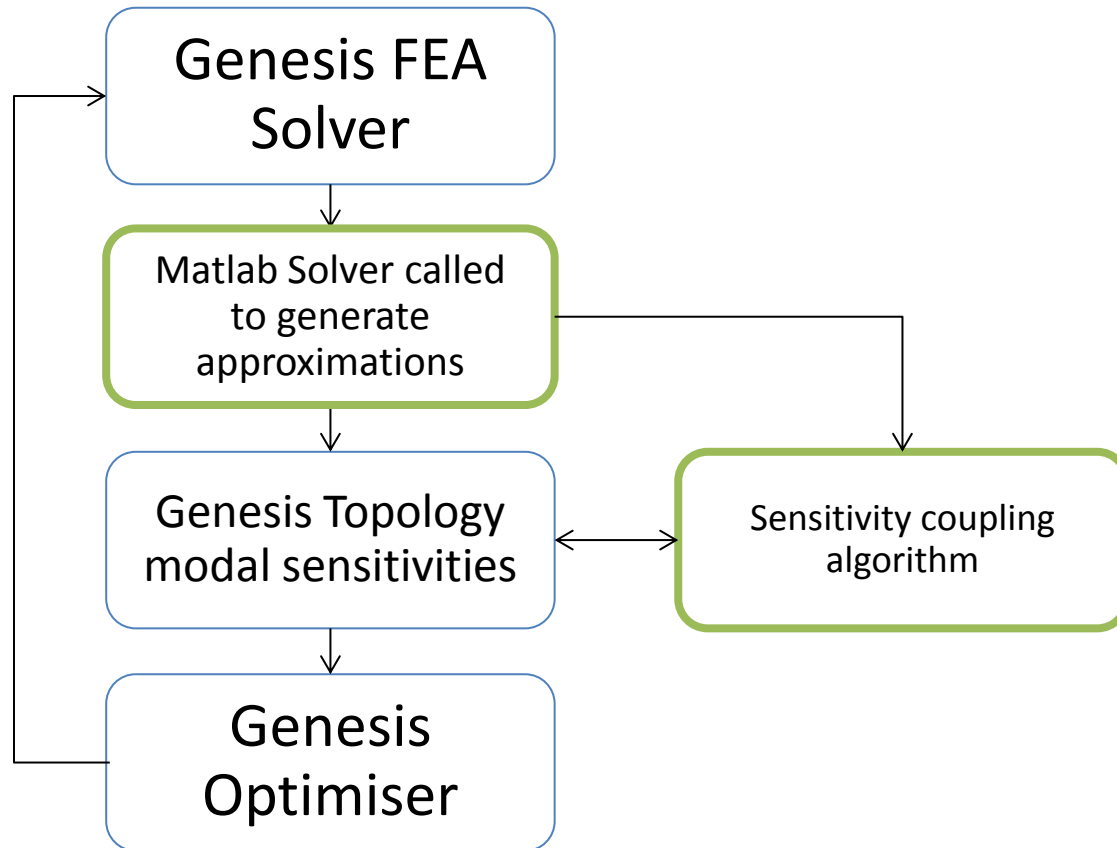 Genesis FEA
Solver
Matlab Solver called
to generate
approximations
Genesis Topology
modal sensitivities
Sensitivity coupling
algorithm
Genesis
Optimiser